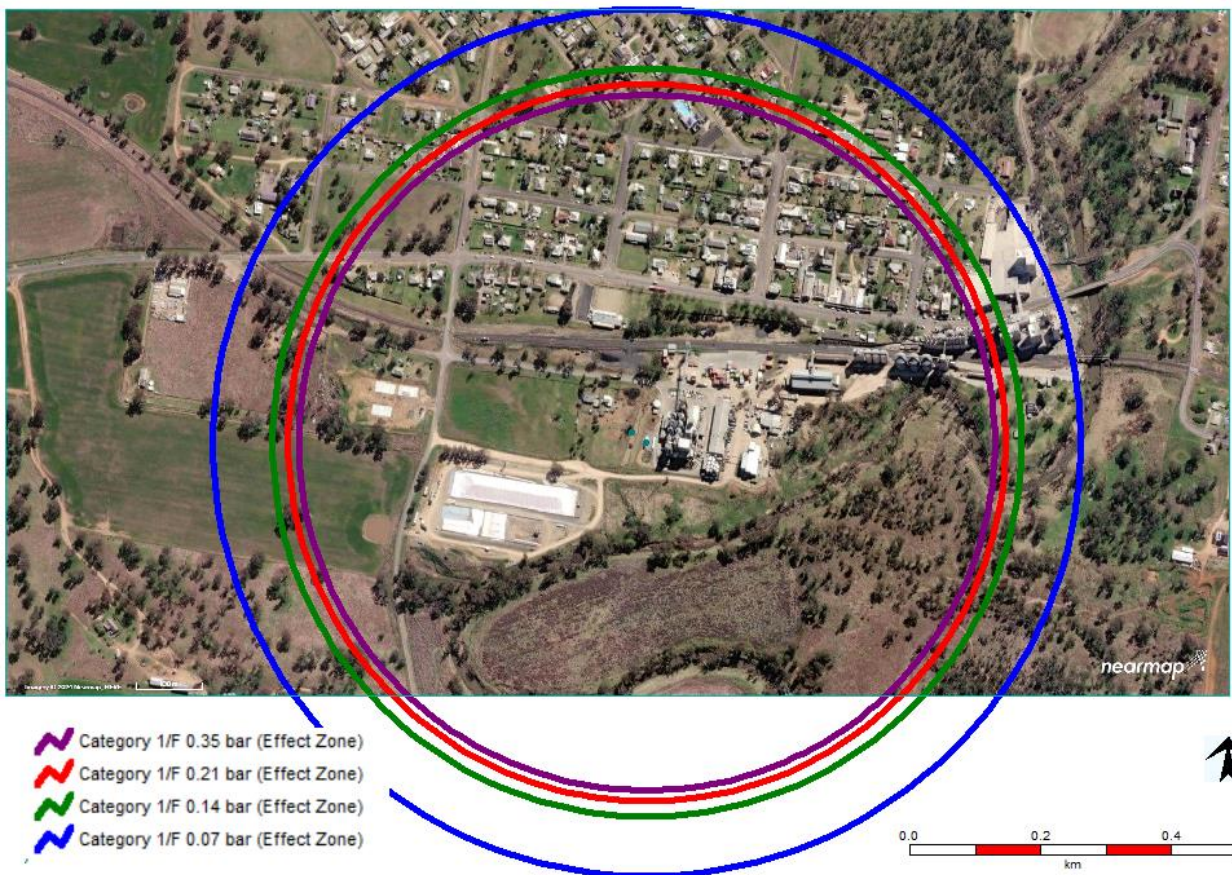 nearmap
Category 1/F 0.35 bar (Effect Zone)
Category 1/F 0.21 bar (Effect Zone)
Category 1/F 0.14 bar (Effect Zone)
Category 1/F 0.07 bar (Effect Zone)
0.0 0.2 0.4
km